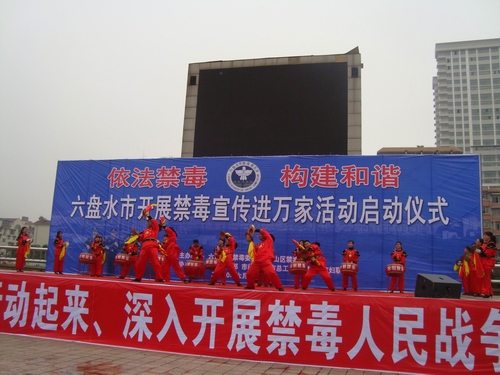 依法禁毒 构建和谐
六盘水市开展禁毒宣传进万家活动启动仪式
动起来、深入开展禁毒人民战争